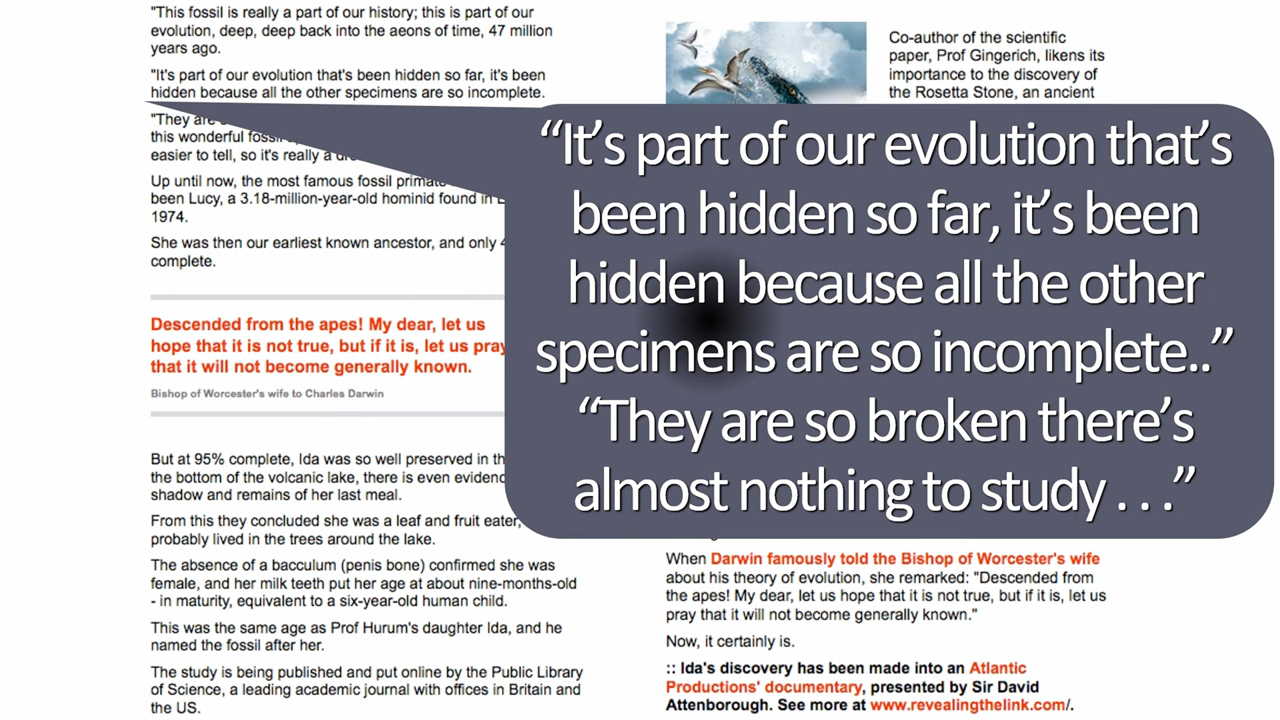 "This fossil is really a part of our history; this is part of our
evolution, deep, deep back into the aeons of time, 47 million
years ago.
"It's part of our evolution that's been hidden so far, it's been
hidden because all the other specimens are so incomplete.
"They are
this wonderful
easier to tell, so it's really a
Up until now, the most famous fossil
been Lucy, a 3.18-million-year-old hominid found in
1974.
She was then our earliest known ancestor, and only
complete.
Descended from the apes! My dear, let us
hope that it is not true, but if it is, let us pray
that it will not become generally known.
Bishop of Worcester's wife to Charles Darwin
But at 95% complete, Ida was so well preserved in
the bottom of the volcanic lake, there is even
shadow and remains of her last meal.
From this they concluded she was a leaf and fruit eater,
probably lived in the trees around the lake.
The absence of a bacculum (penis bone) confirmed she was
female, and her milk teeth put her age at about nine-months-old
- in maturity, equivalent to a six-year-old human child.
This was the same age as Prof Hurum's daughter Ida, and he
named the fossil after her.
The study is being published and put online by the Public Library
of Science, a leading academic journal with offices in Britain and
the US.
Co-author of the scientific
paper, Prof Gingerich, likens its
importance to the discovery of
the Rosetta Stone, an ancient
“It’s part of our evolution that’s
been hidden so far, it’s been
hidden because all the other
specimens are so incomplete..”
“They are so broken there’s
almost nothing to study . . .”
When Darwin famously told the Bishop of Worcester's wife
about his theory of evolution, she remarked: "Descended from
the apes! My dear, let us hope that it is not true, but if it is, let us
pray that it will not become generally known."
Now, it certainly is.
:: Ida's discovery has been made into an Atlantic
Productions' documentary, presented by Sir David
Attenborough. See more at www.revealingthelink.com/.